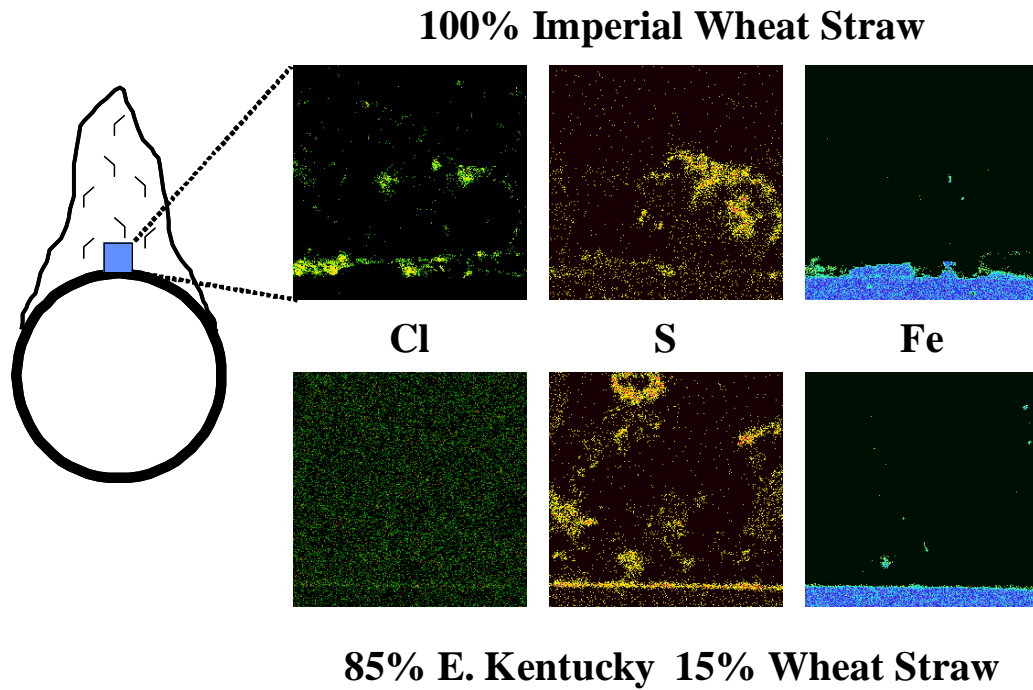 100% Imperial Wheat Straw
Cl S Fe
85% E. Kentucky 15% Wheat Straw